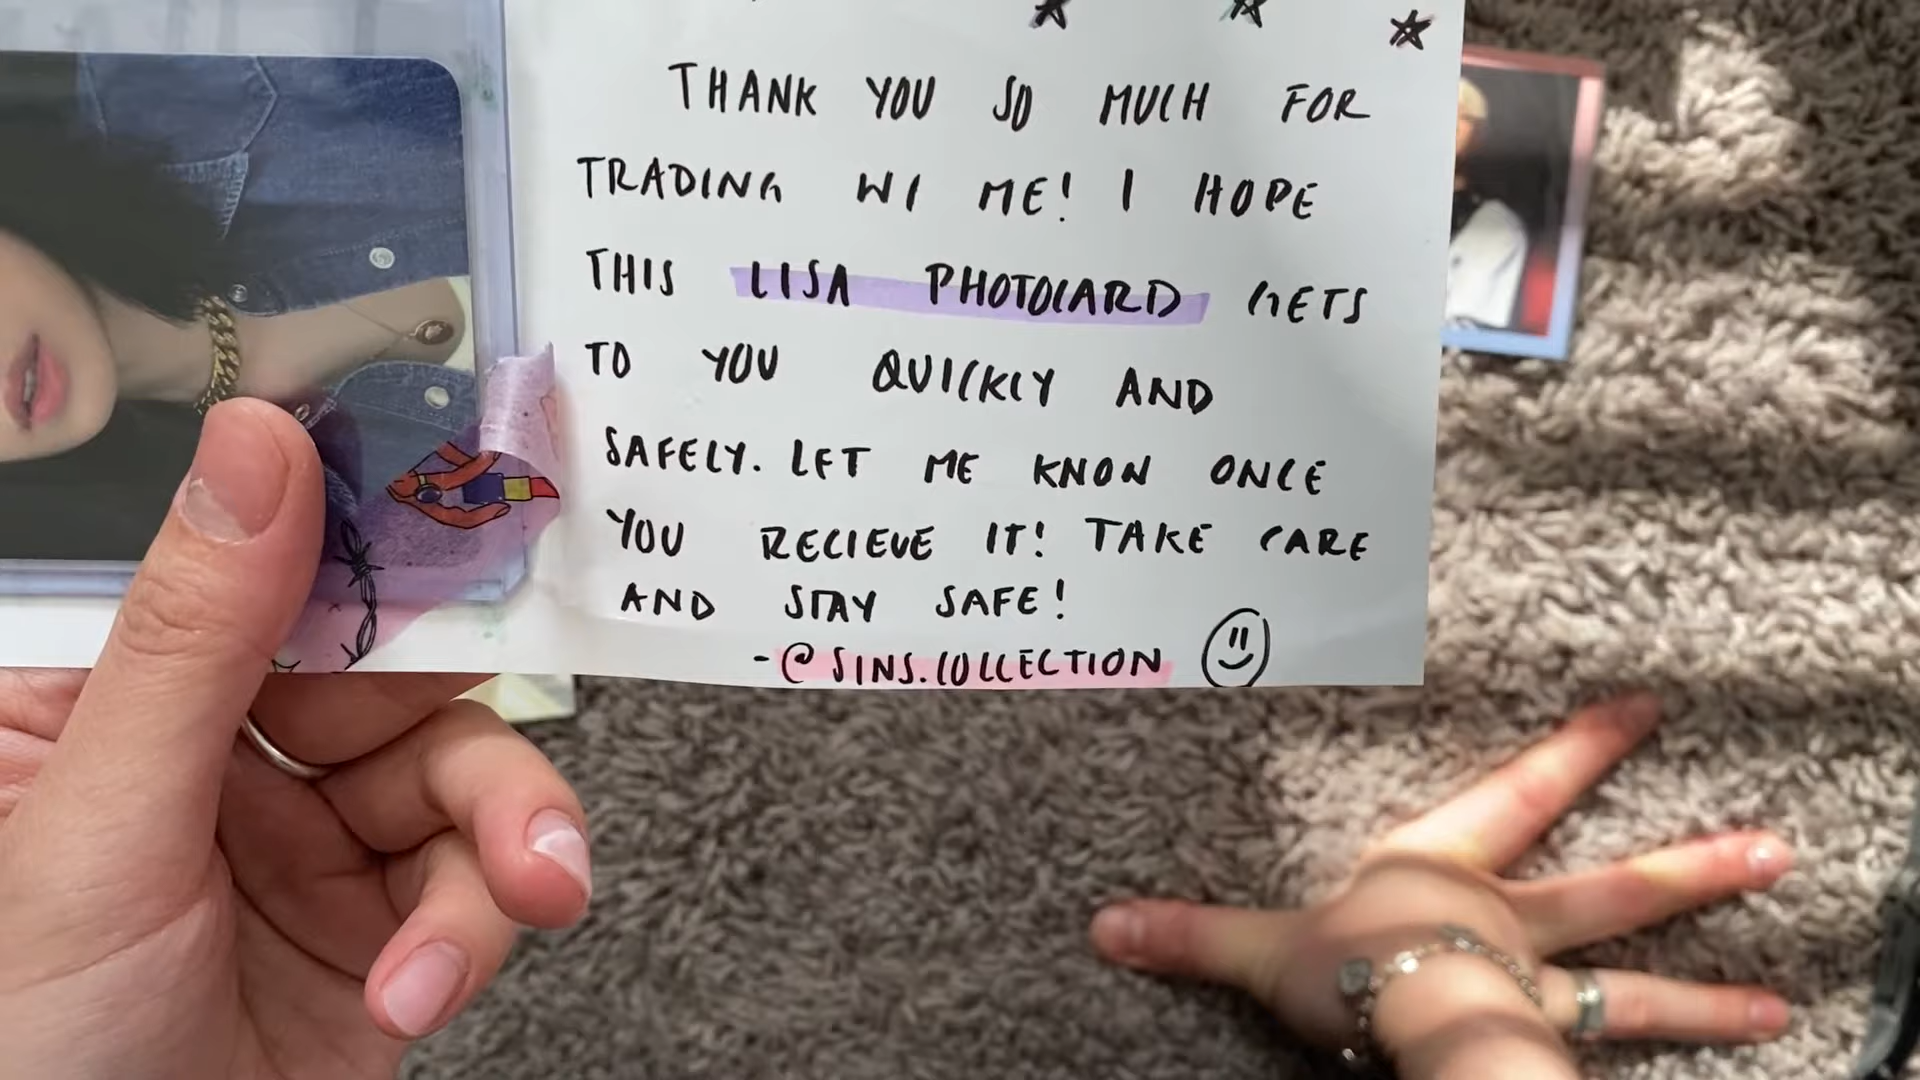 THANK YOU SO MUCH FOR
TRADING W/ ME! I HOPE
THIS LISA PHOTOCARD GETS
TO YOU QUICKLY AND
SAFELY. LET ME KNOW ONCE
YOU RECIEVE IT! TAKE CARE
AND STAY SAFE!
-@SINS.COLLECTION